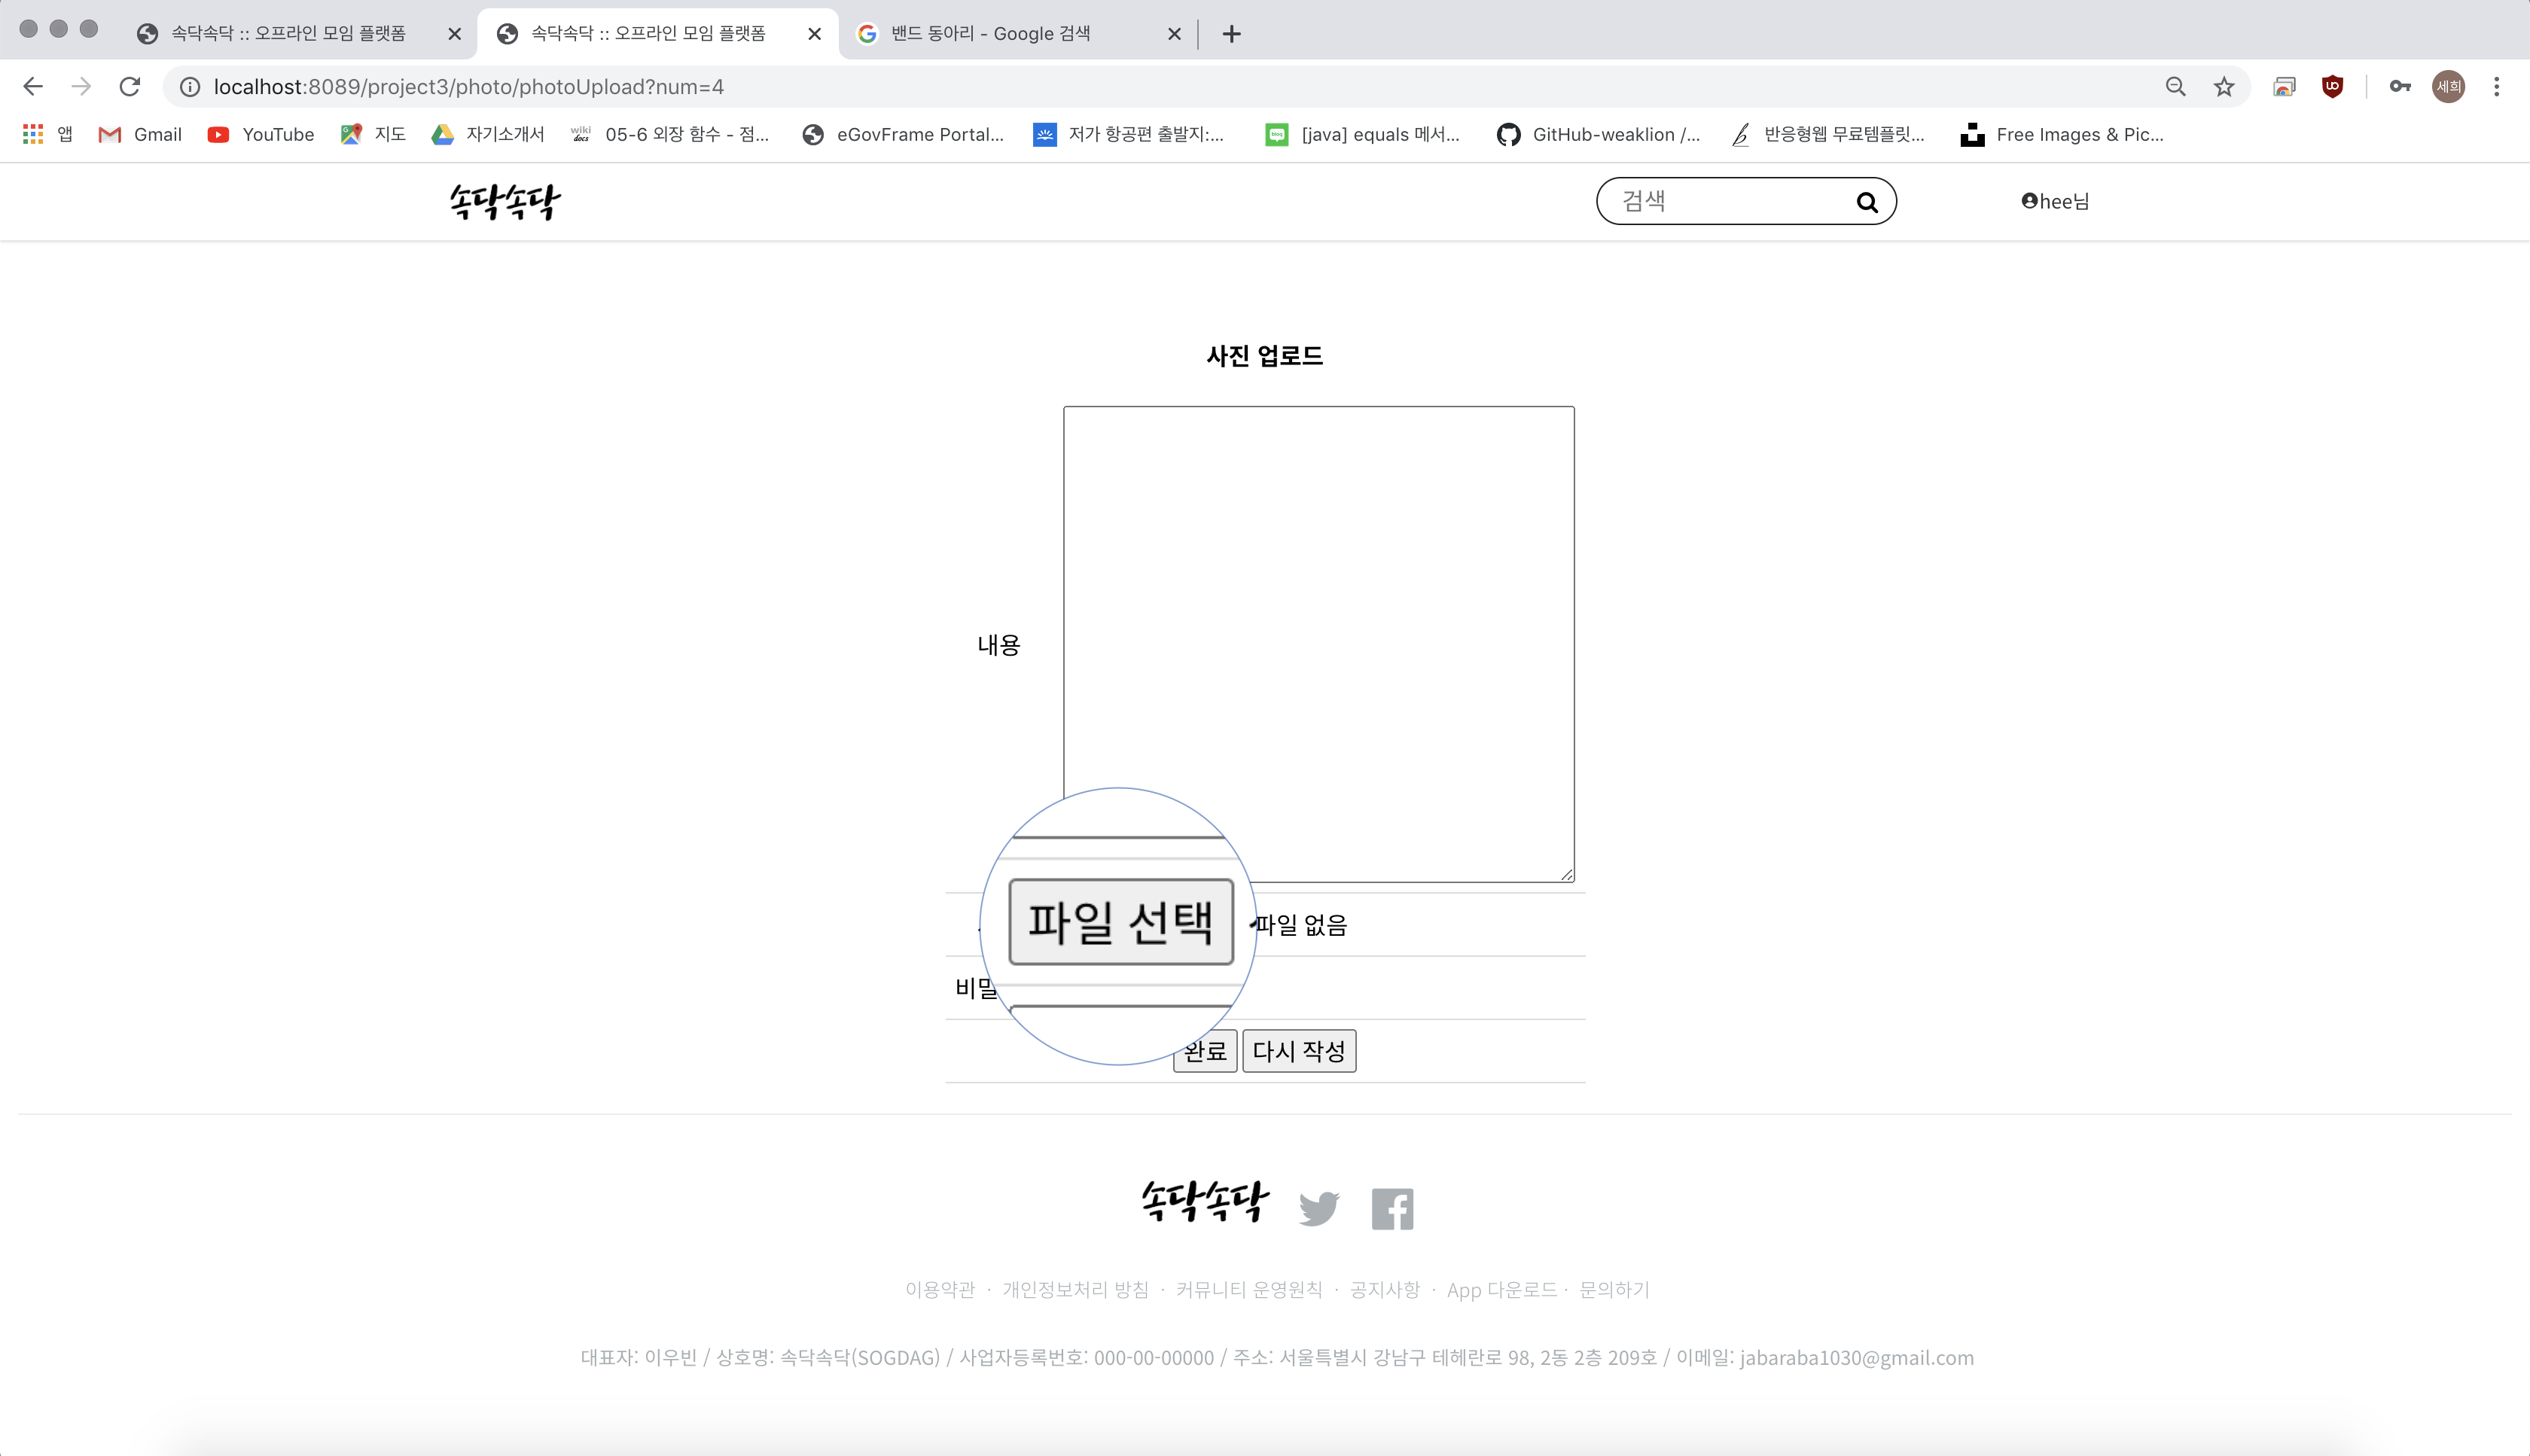 속닥속닥 :: 오프라인 모임 플랫폼
속닥속닥 :: 오프라인 모임 플랫폼
밴드 동아리 - Google 검색
localhost:8089/project3/photo/photoUpload?num=4
세희
앱
Gmail
YouTube
지도
자기소개서
wiki docs
05-6 외장 함수 - 점...
eGovFrame Portal...
저가 항공편 출발지:...
[java] equals 메서...
GitHub-weaklion /...
반응형웹 무료템플릿...
Free Images & Pic...
속닥속닥
검색
hee님
사진 업로드
내용
파일 선택
파일 없음
비밀
완료
다시 작성
속닥속닥
이용약관 · 개인정보처리 방침 · 커뮤니티 운영원칙 · 공지사항 · App 다운로드 · 문의하기
대표자: 이우빈 / 상호명: 속닥속닥(SOGDAG) / 사업자등록번호: 000-00-00000 / 주소: 서울특별시 강남구 테헤란로 98, 2동 2층 209호 / 이메일: jabaraba1030@gmail.com